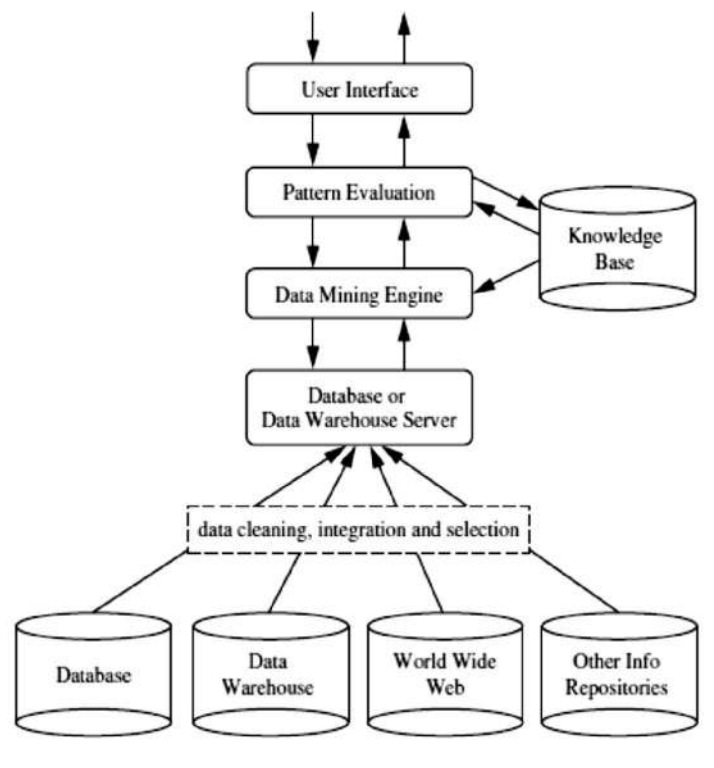 User Interface
Pattern Evaluation
Knowledge
Base
Data Mining Engine
Database or
Data Warehouse Server
data cleaning, integration and selection
Database
Data
Warehouse
World Wide
Web
Other Info
Repositories